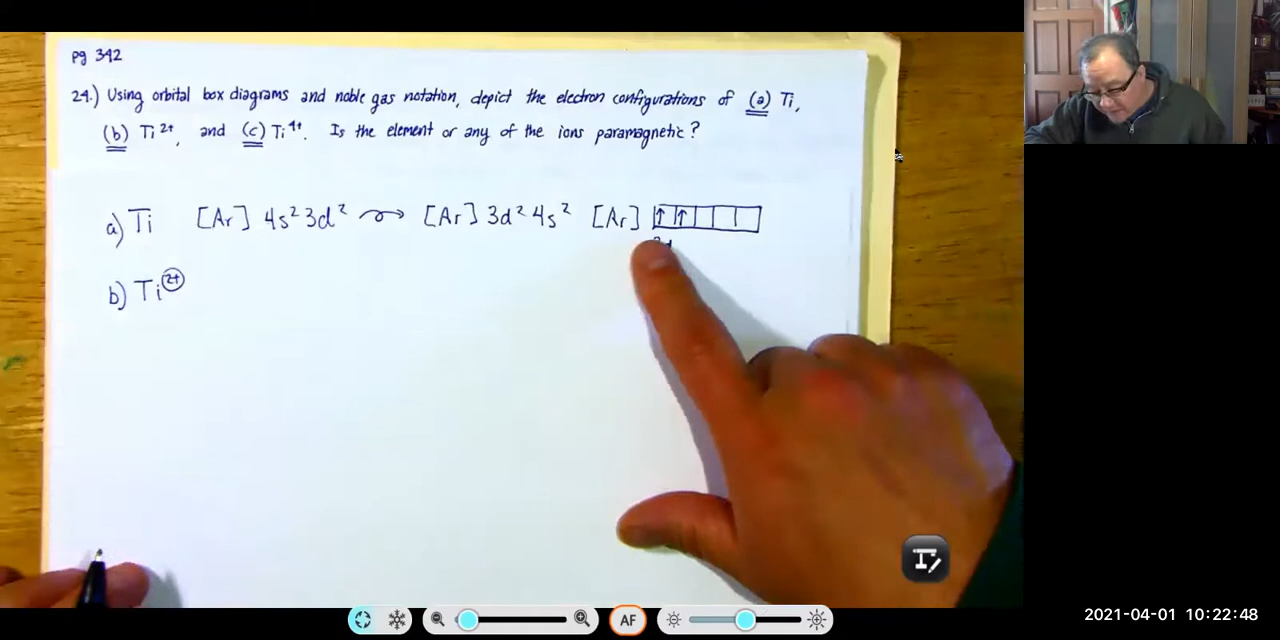 pg 342
24.) Using orbital box diagrams and noble gas notation, depict the electron configurations of (a) Ti,
(b) Ti²⁺, and (c) Ti⁴⁺. Is the element or any of the ions paramagnetic?
a) Ti [Ar] 4s² 3d² [Ar] 3d² 4s² [Ar] ↑ ↑
b) Ti²⁺
AF
2021-04-01 10:22:48